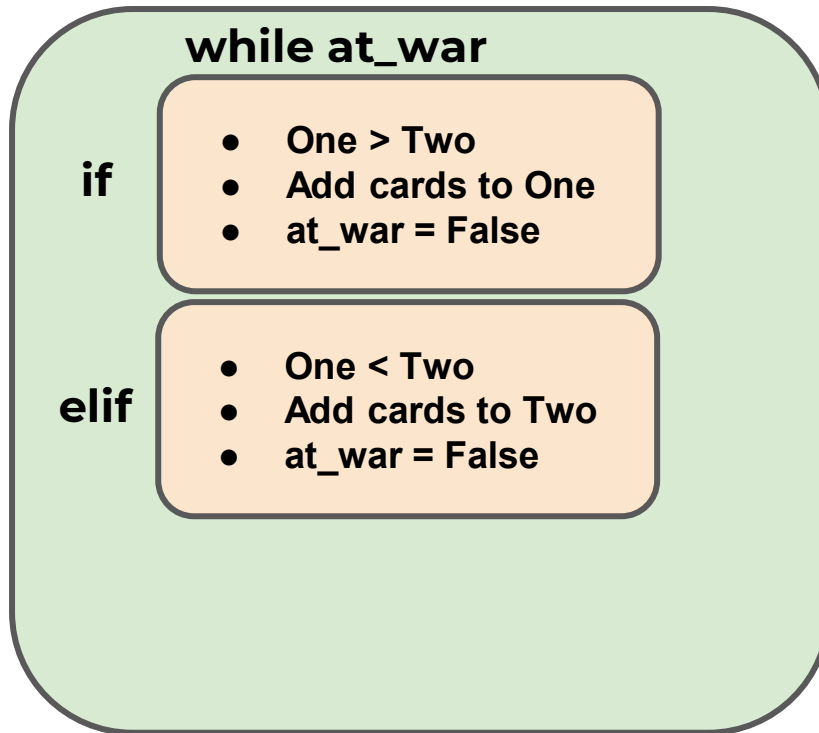 while at_war
if
● One > Two
● Add cards to One
● at_war = False
elif
● One < Two
● Add cards to Two
● at_war = False